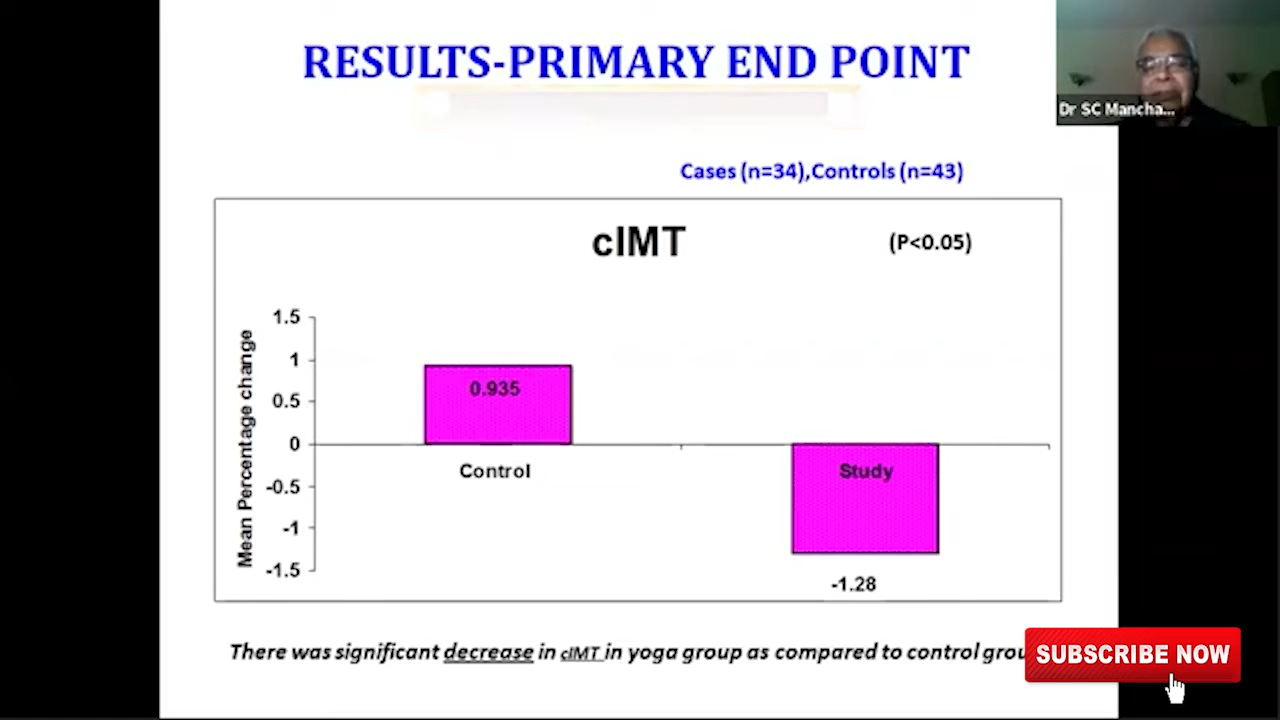 RESULTS-PRIMARY END POINT
Dr SC Mancha...
Cases (n=34),Controls (n=43)
cIMT
(P<0.05)
Mean Percentage change
1.5
1
0.5
0
-0.5
-1
-1.5
0.935
Control
Study
-1.28
There was significant decrease in cIMT in yoga group as compared to control grou
SUBSCRIBE NOW